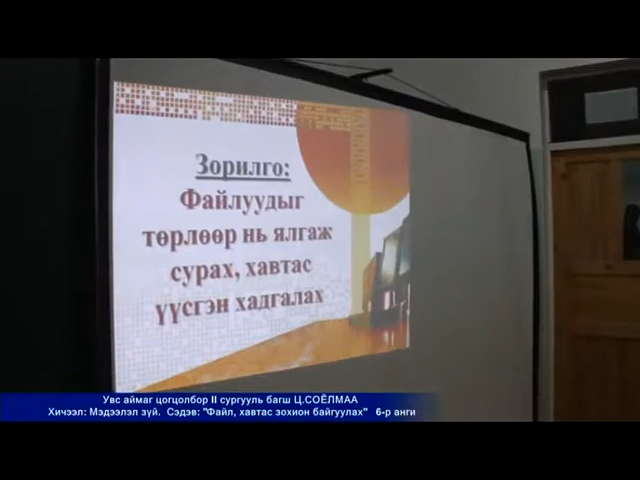 Зорилго:
Файлуудыг
төрлөөр нь ялгаж
сурах, хавтас
үүсгэн хадгалах
Увс аймаг цогцолбор II сургууль багш Ц.СОЁЛМАА
Хичээл: Мэдээлэл зүй. Сэдэв: "Файл, хавтас зохион байгуулах" 6-р анги